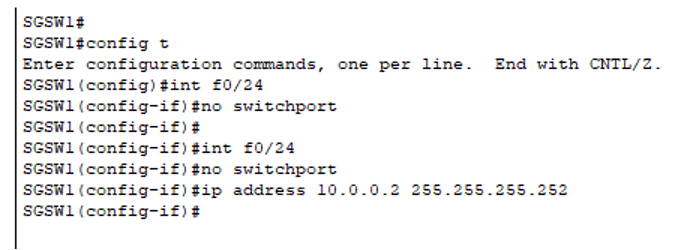 SGSW1#
SGSW1#config t
Enter configuration commands, one per line.  End with CNTL/Z.
SGSW1(config)#int f0/24
SGSW1(config-if)#no switchport
SGSW1(config-if)#
SGSW1(config-if)#int f0/24
SGSW1(config-if)#no switchport
SGSW1(config-if)#ip address 10.0.0.2 255.255.255.252
SGSW1(config-if)#